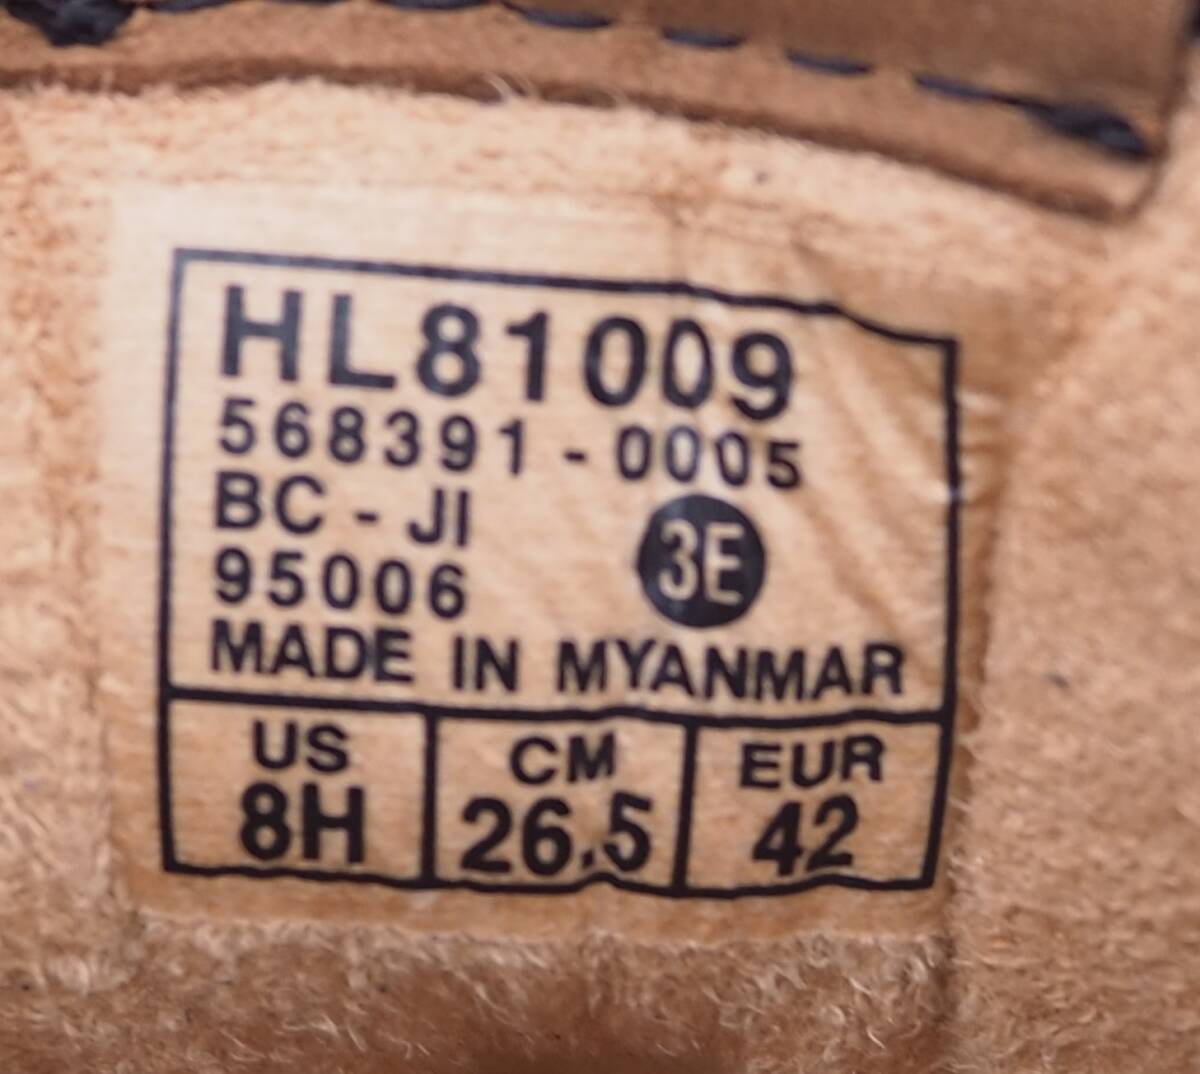 HL81009
568391-0005
BC-JI
3E
95006
MADE IN MYANMAR
US CM EUR
8H 26.5 42